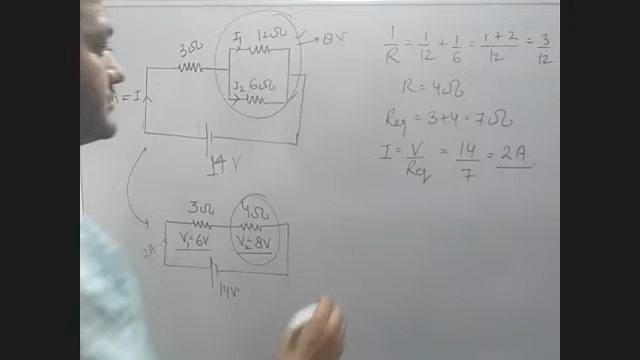 I₁ 12Ω
8V
3Ω
I₂ 6Ω
A = I
14 V
3Ω 4Ω
V₁=6V V₂=8V
2A
14V
1/R = 1/12 + 1/6 = (1+2)/12 = 3/12
R = 4Ω
Req = 3+4 = 7Ω
I = V/Req = 14/7 = 2A